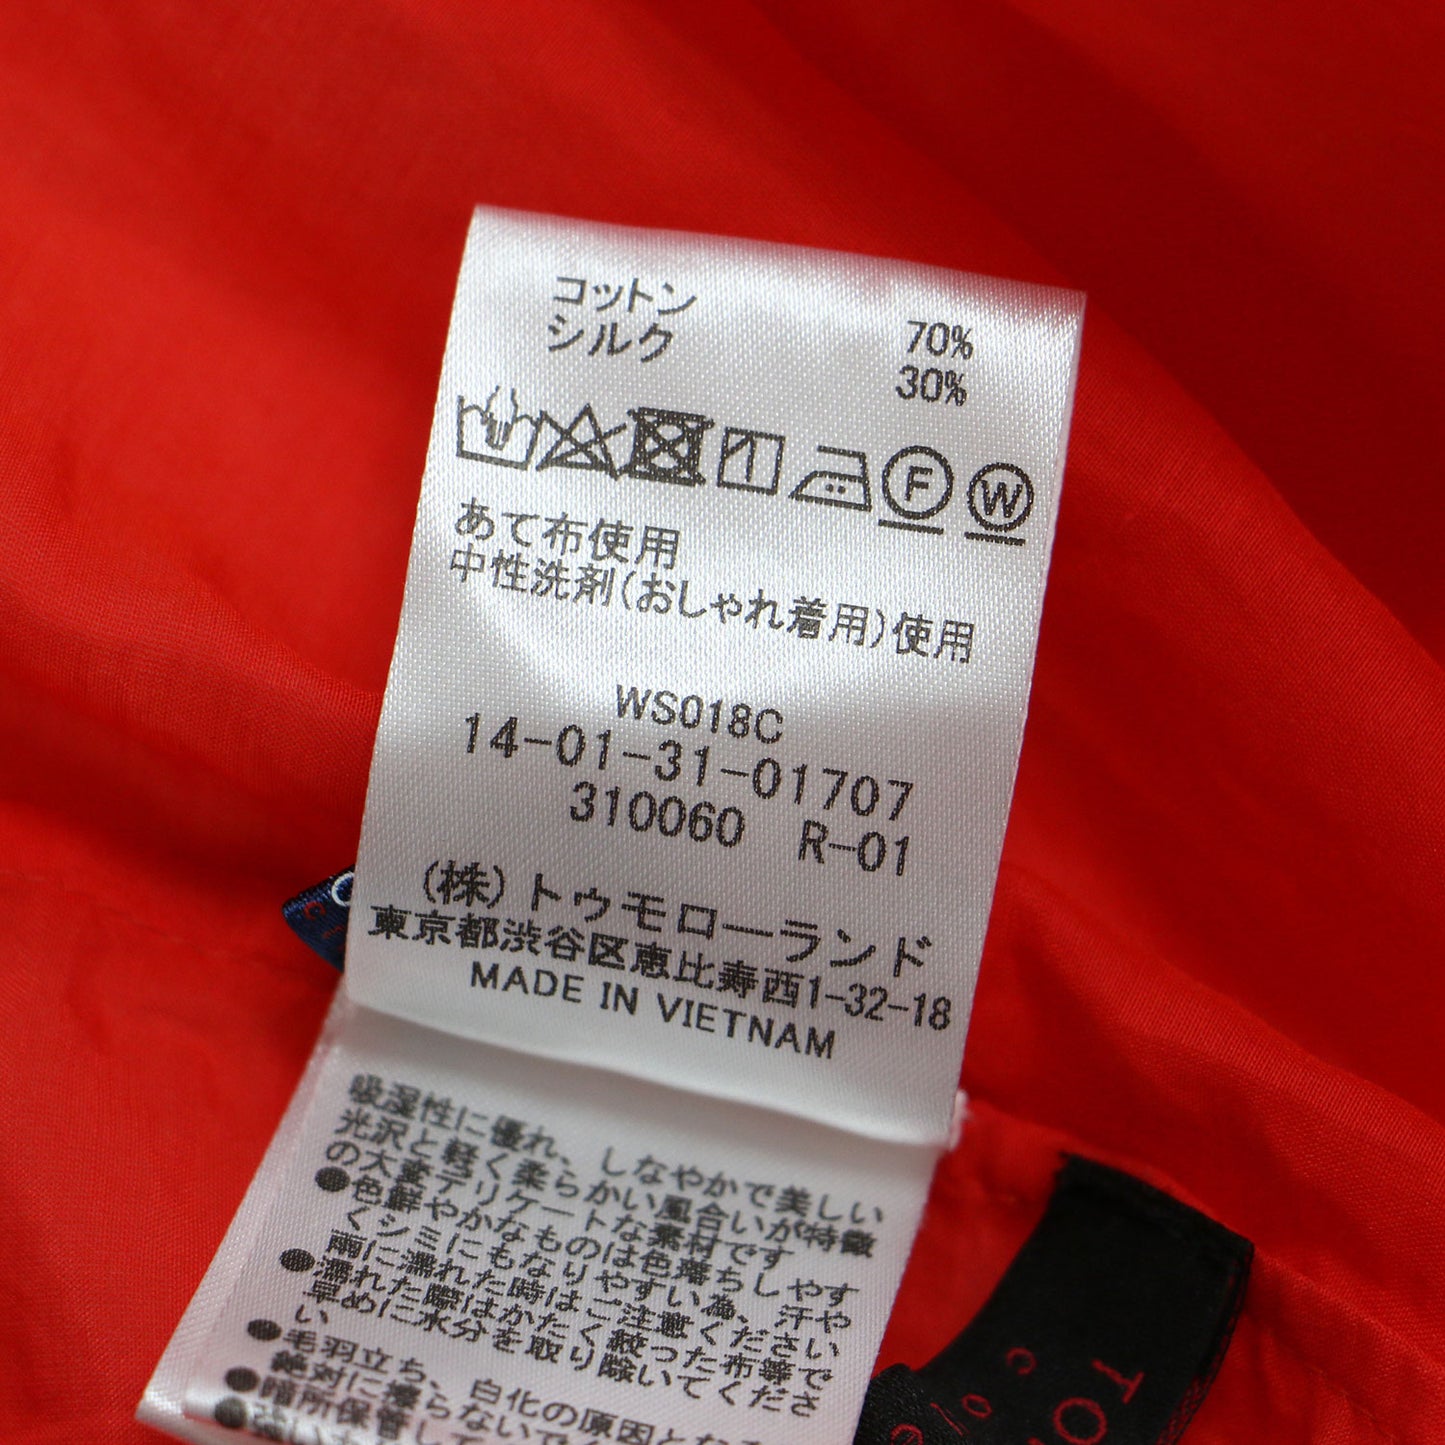 コットン 70%
シルク 30%
F W
あて布使用
中性洗剤(おしゃれ着用)使用
WS018C
14-01-31-01707
310060 R-01
(株)トゥモローランド
東京都渋谷区恵比寿西1-32-18
MADE IN VIETNAM
吸湿性に優れ、しなやかで美しい
光沢と軽く柔らかい風合いが特徴
の大変デリケートな素材です
●色鮮やかなものは色落ちしやす
くシミにもなりやすい為、汗や
雨に濡れた時はご注意ください
●濡れた際はかたく絞った布等で
早めに水分を取り除いてくださ
い
●毛羽立ち、白化の原因となる
絶対に擦らないで
●暗所保管して